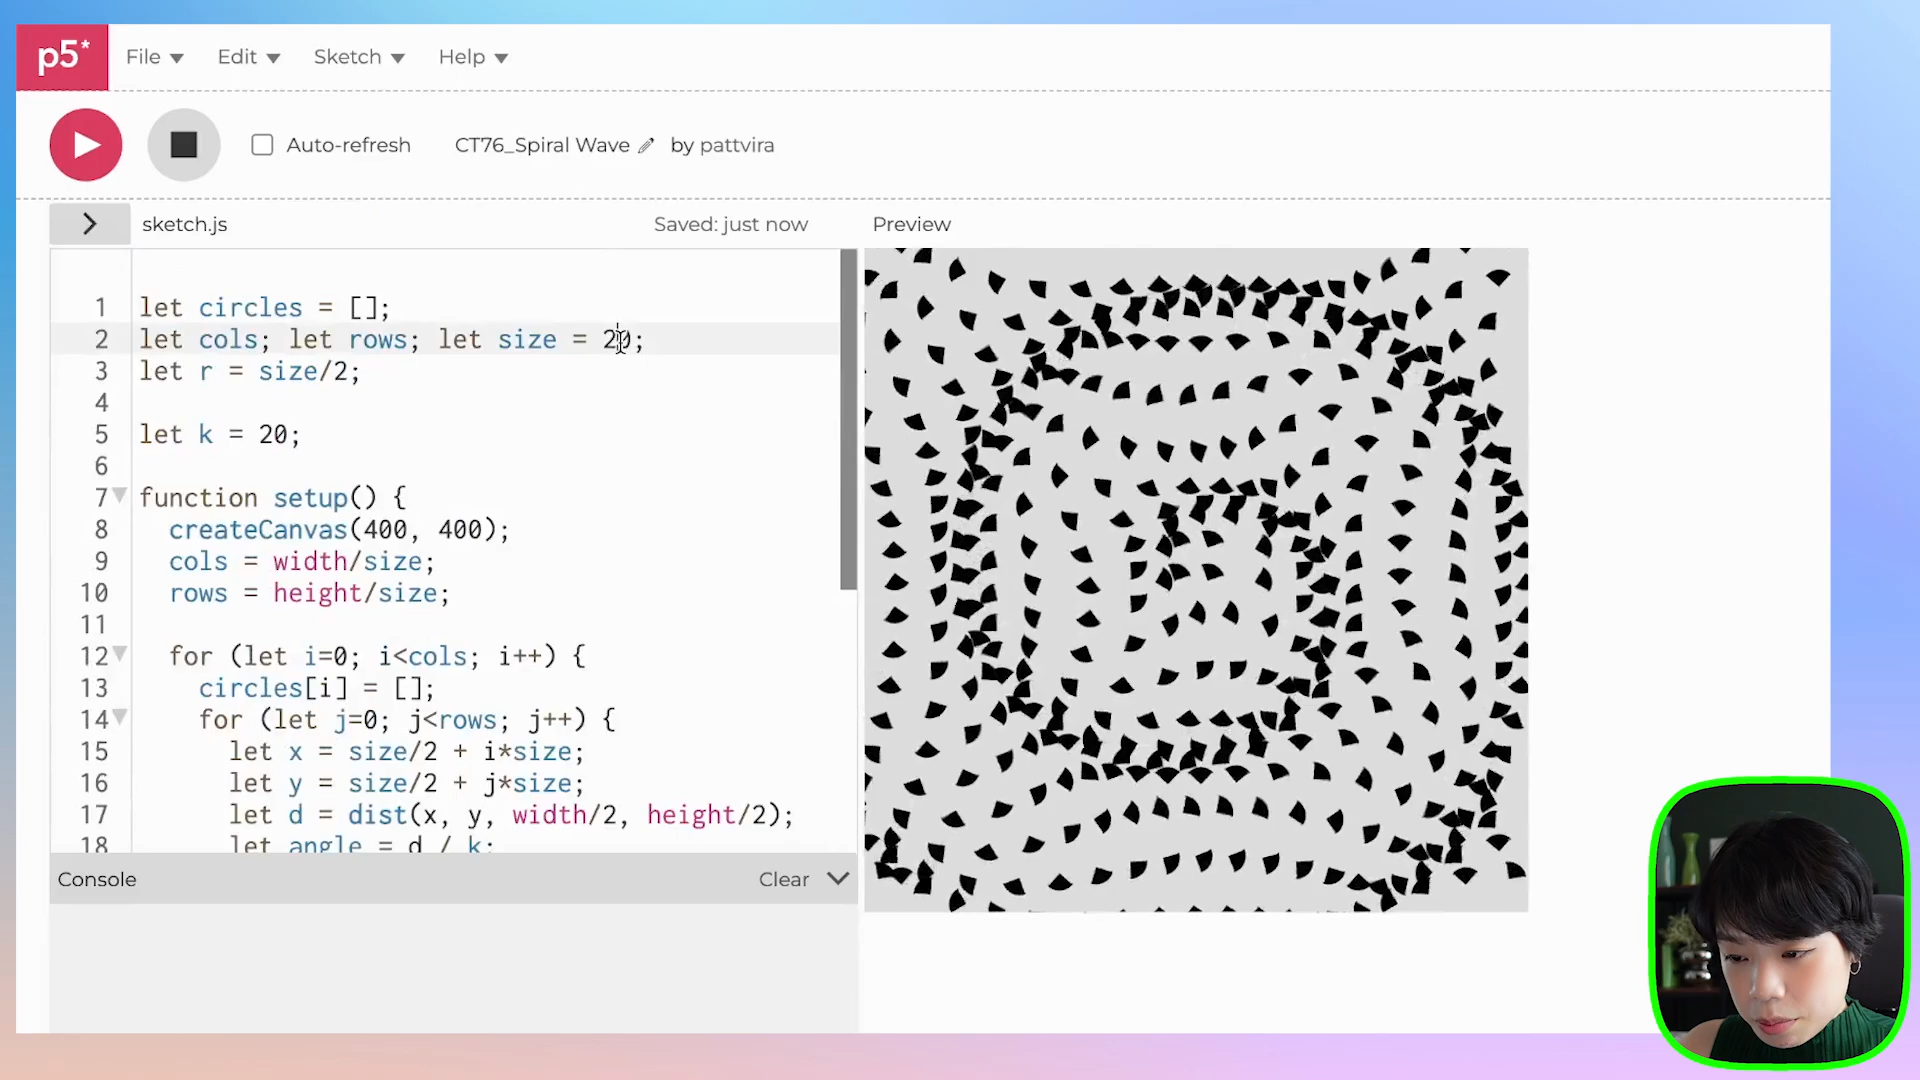 p5* File Edit Sketch Help
Auto-refresh CT76_Spiral Wave by pattvira
sketch.js Saved: just now Preview
1 let circles = [];
2 let cols; let rows; let size = 20;
3 let r = size/2;
4
5 let k = 20;
6
7 function setup() {
8 createCanvas(400, 400);
9 cols = width/size;
10 rows = height/size;
11
12 for (let i=0; i<cols; i++) {
13 circles[i] = [];
14 for (let j=0; j<rows; j++) {
15 let x = size/2 + i*size;
16 let y = size/2 + j*size;
17 let d = dist(x, y, width/2, height/2);
18 let angle = d / k;
Console Clear